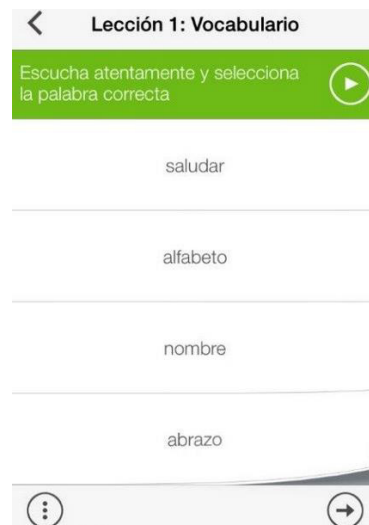 Lección 1: Vocabulario
Escucha atentamente y selecciona
la palabra correcta
saludar
alfabeto
nombre
abrazo